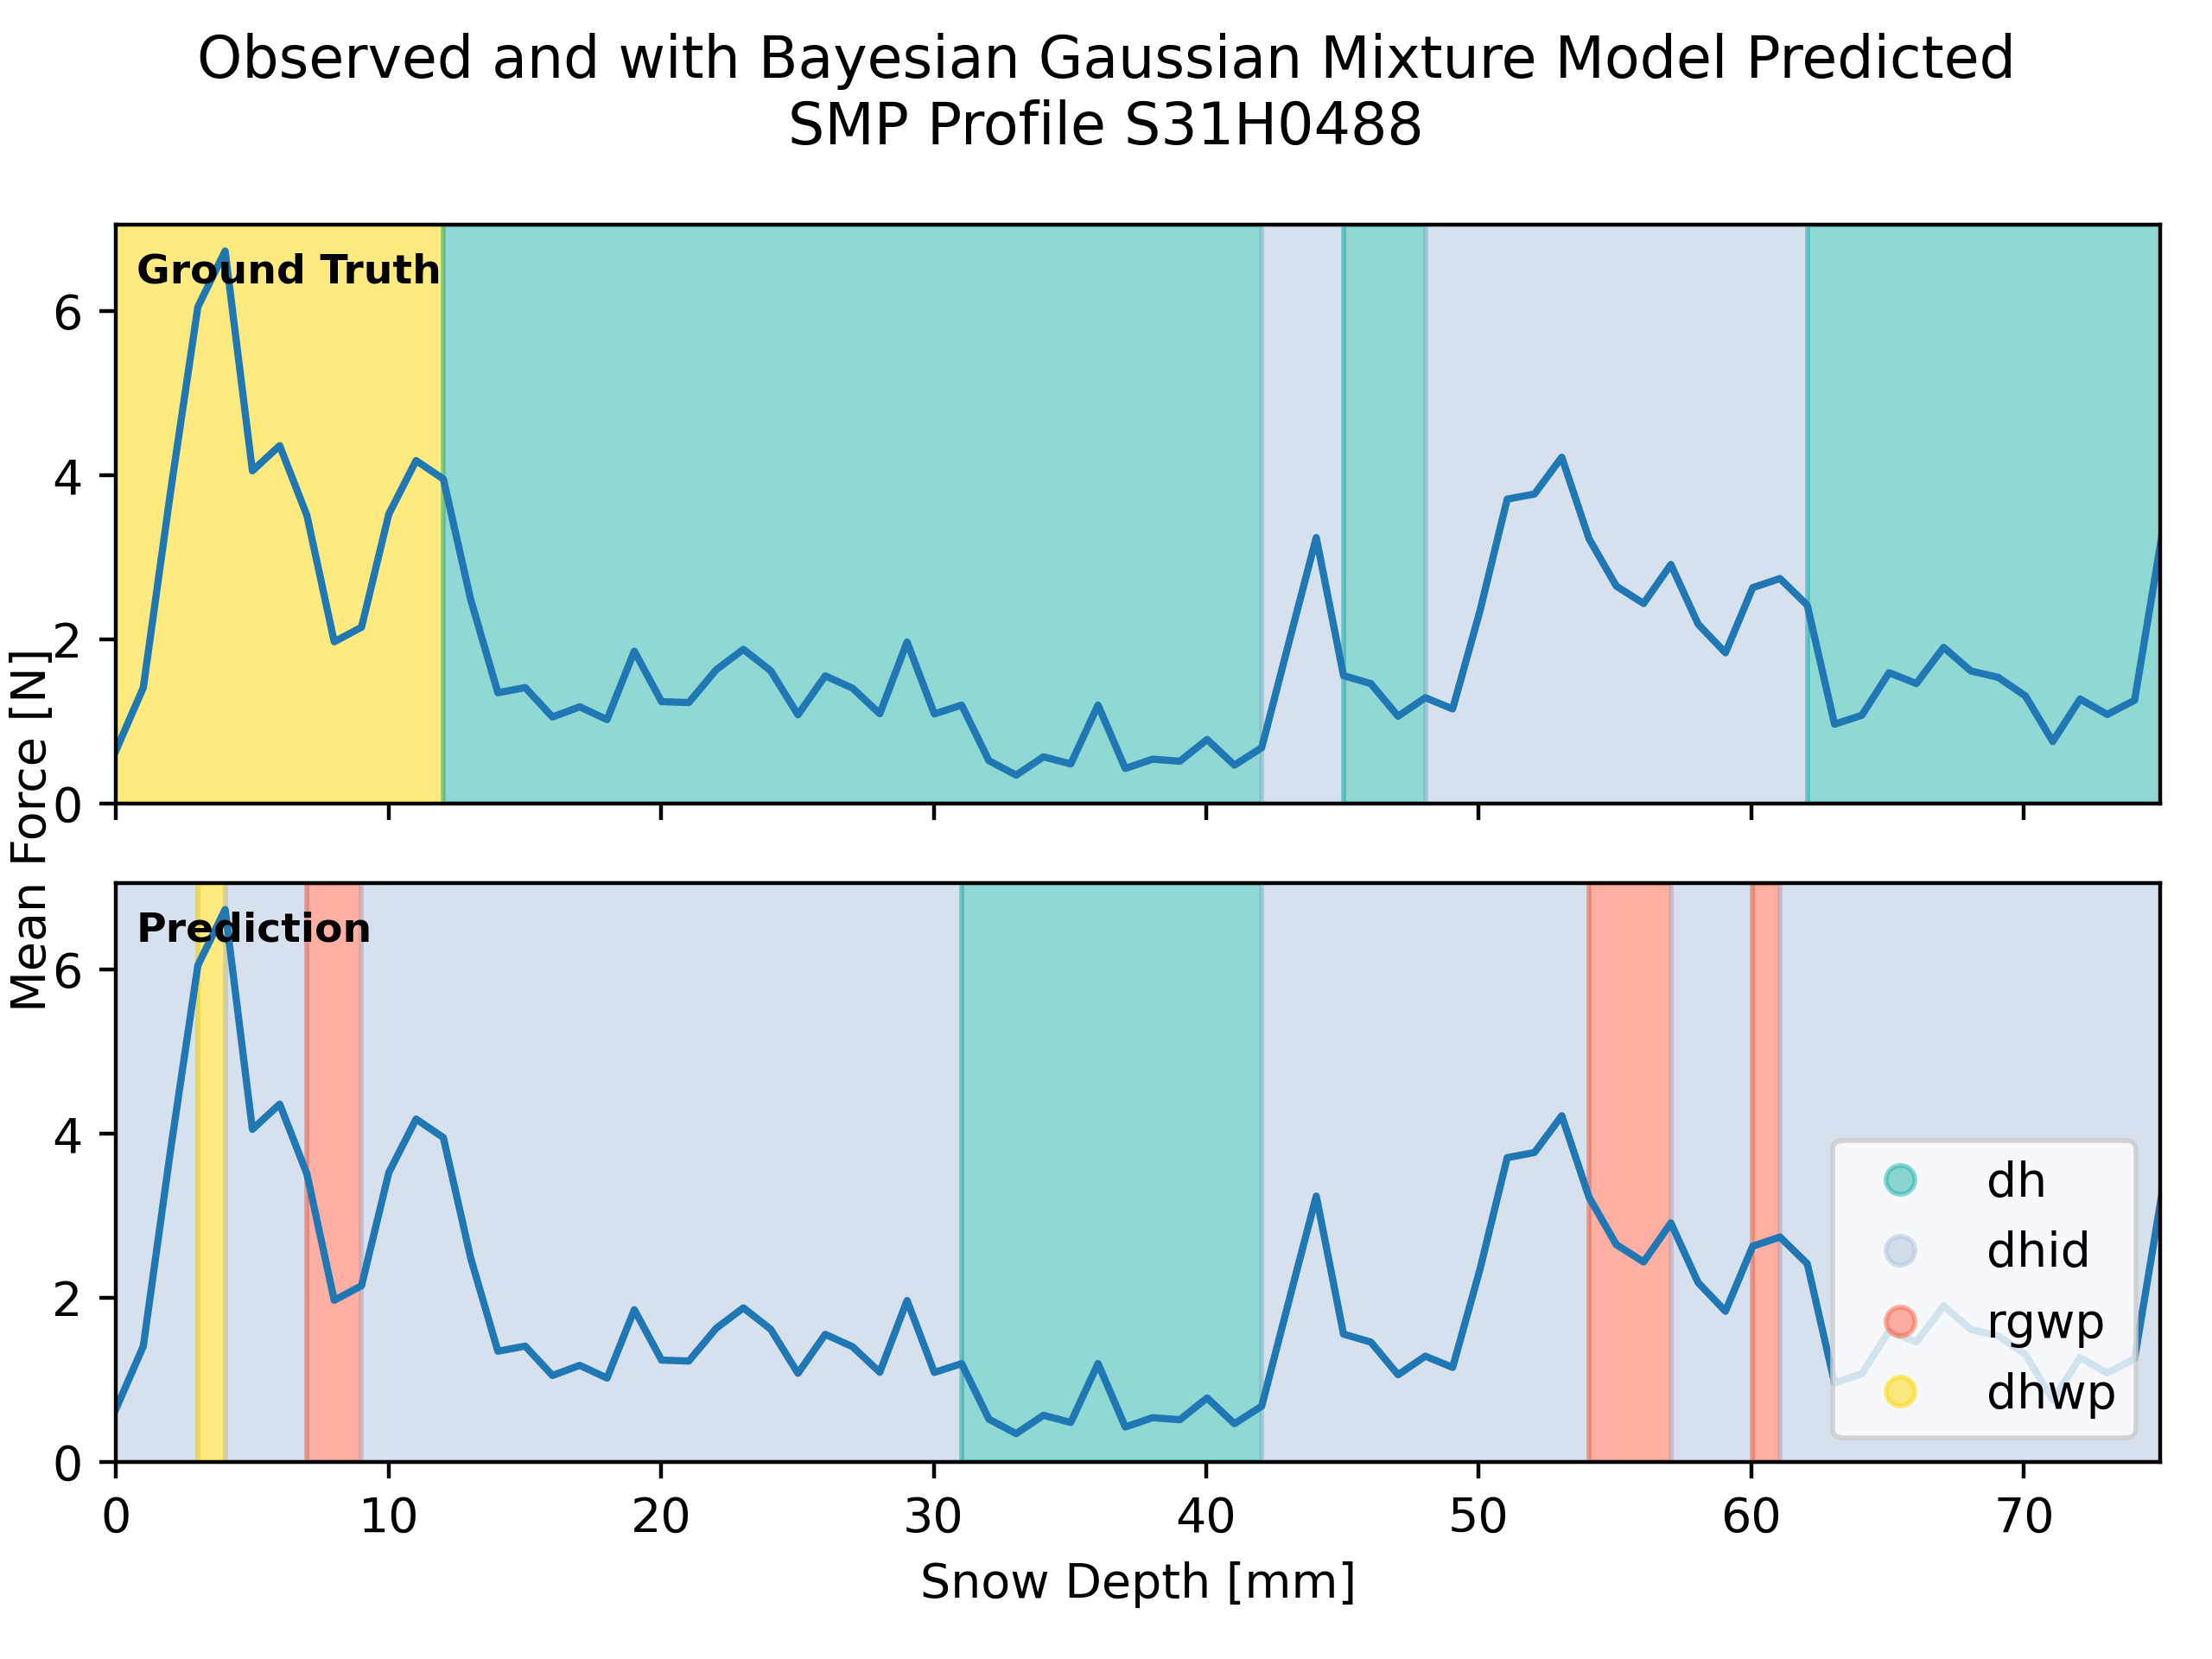 Observed and with Bayesian Gaussian Mixture Model Predicted
SMP Profile S31H0488
Mean Force [N]
Ground Truth
6
4
2
0
Prediction
6
4
2
0
dh
dhid
rgwp
dhwp
0 10 20 30 40 50 60 70
Snow Depth [mm]